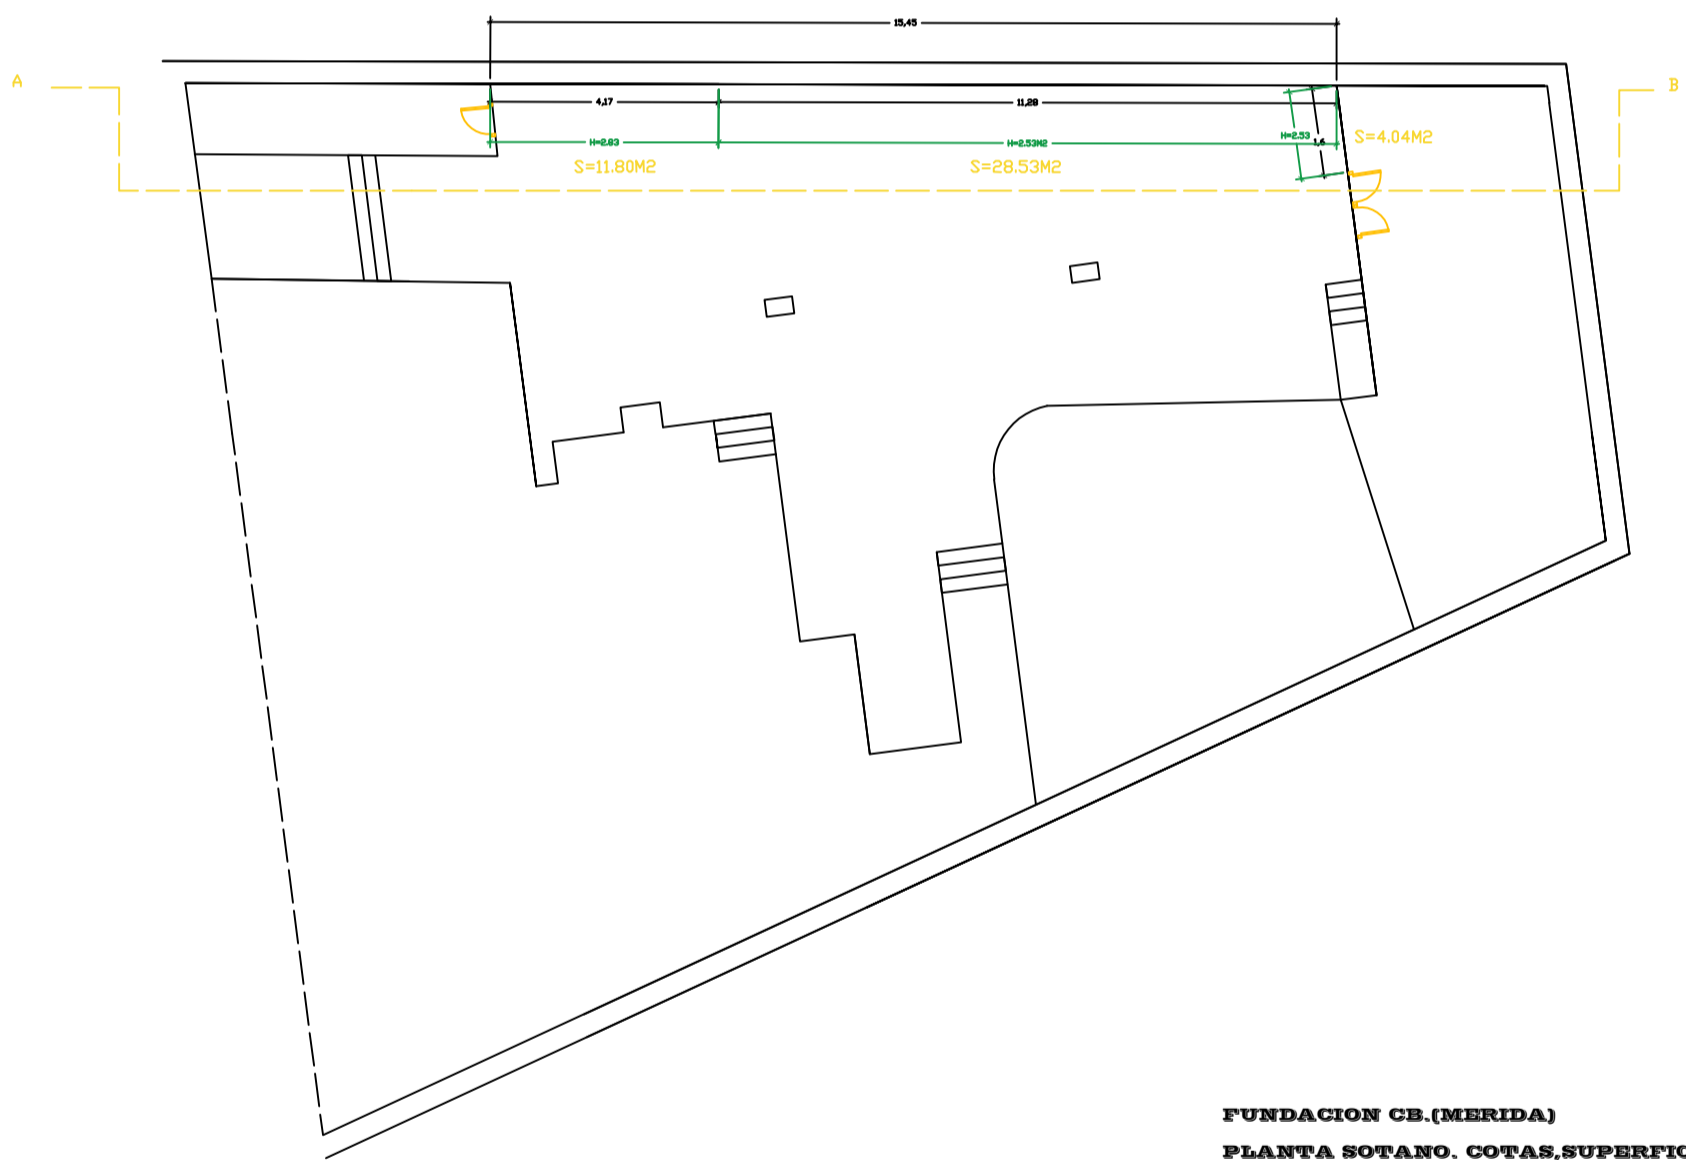 15,45
A
B
4,17
11,28
H=2.83
H=2.53M2
H=2.53
1,6
S=4.04M2
S=11.80M2
S=28.53M2
FUNDACION CB.(MERIDA)
PLANTA SOTANO. COTAS,SUPERFIC